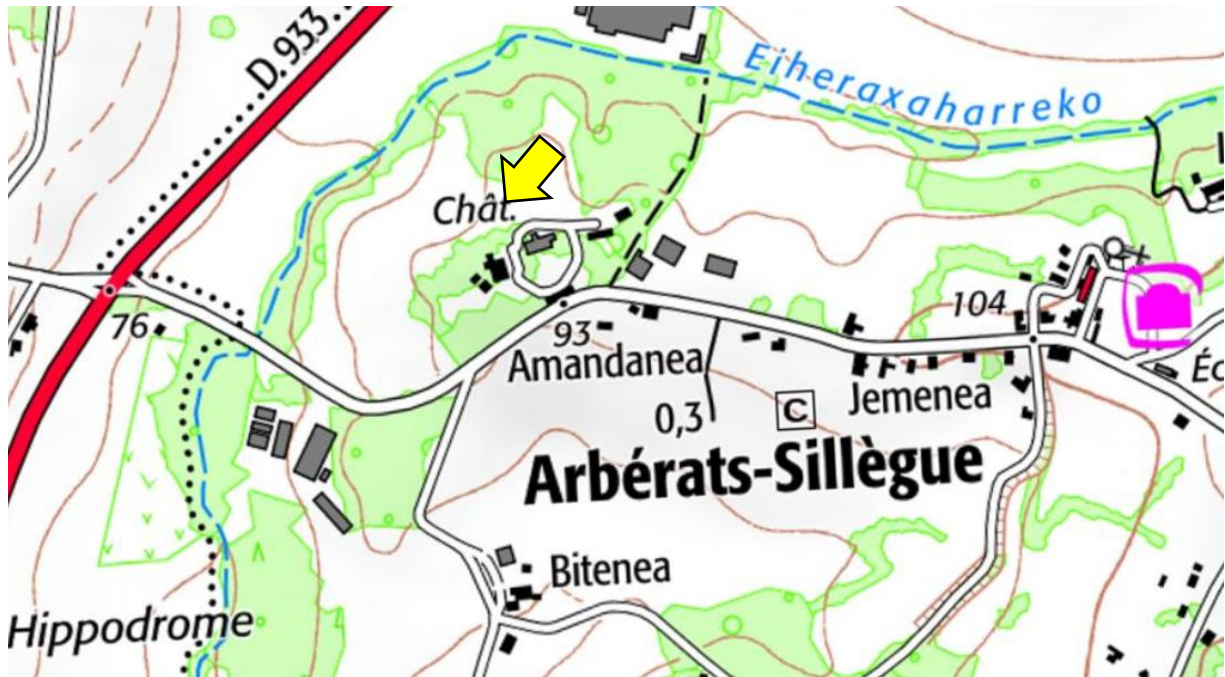 D.933
Eiheraxaharreko
Chât.
104
76
93
Amandanea
Jemenea
0,3
C
Arbérats-Sillègue
Bitenea
Hippodrome